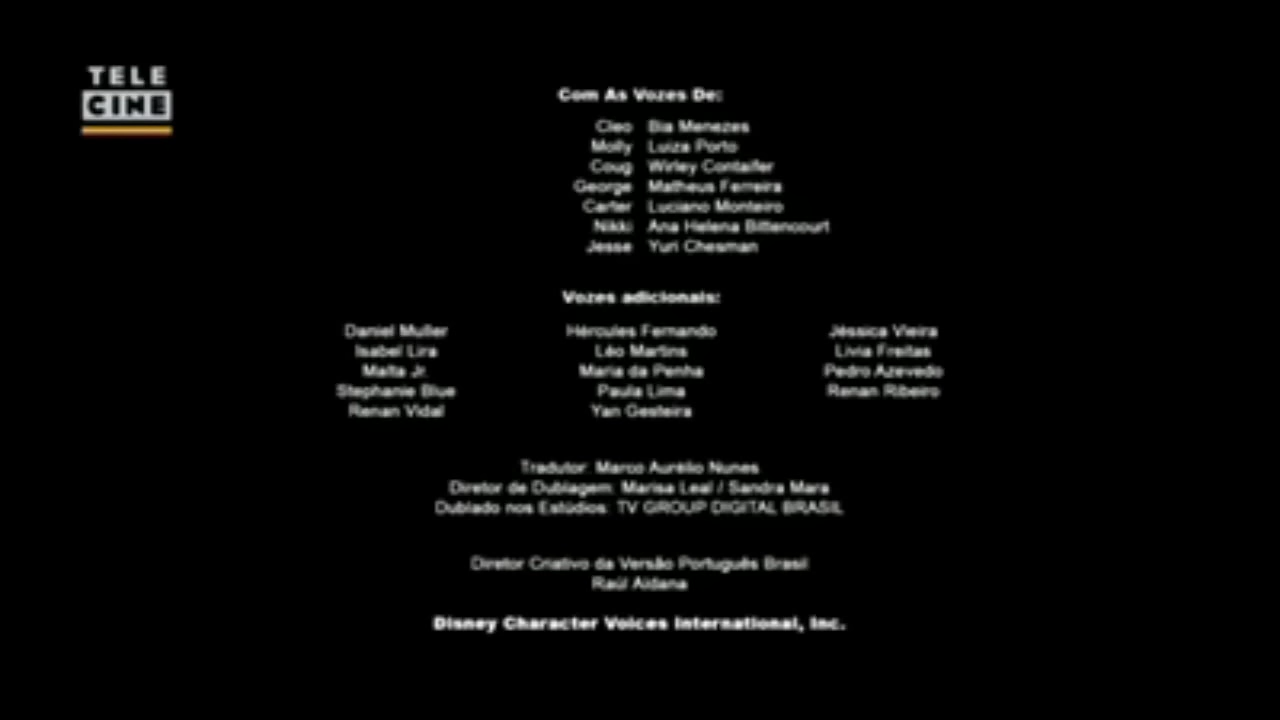 TELE
CINE
Com As Vozes De:
Cleo Bia Menezes
Molly Luiza Porto
Coug Wirley Contaifer
George Matheus Ferreira
Carter Luciano Monteiro
Nikki Ana Helena Bittencourt
Jesse Yuri Chesman
Vozes adicionais:
Daniel Muller Hércules Fernando Jéssica Vieira
Isabel Lira Léo Martins Livia Freitas
Malta Jr. Maria da Penha Pedro Azevedo
Stephanie Blue Paula Lima Renan Ribeiro
Renan Vidal Yan Gesteira
Tradutor: Marco Aurélio Nunes
Diretor de Dublagem: Marisa Leal / Sandra Mara
Dublado nos Estúdios: TV GROUP DIGITAL BRASIL
Diretor Criativo da Versão Português Brasil
Raúl Aldana
Disney Character Voices International, Inc.